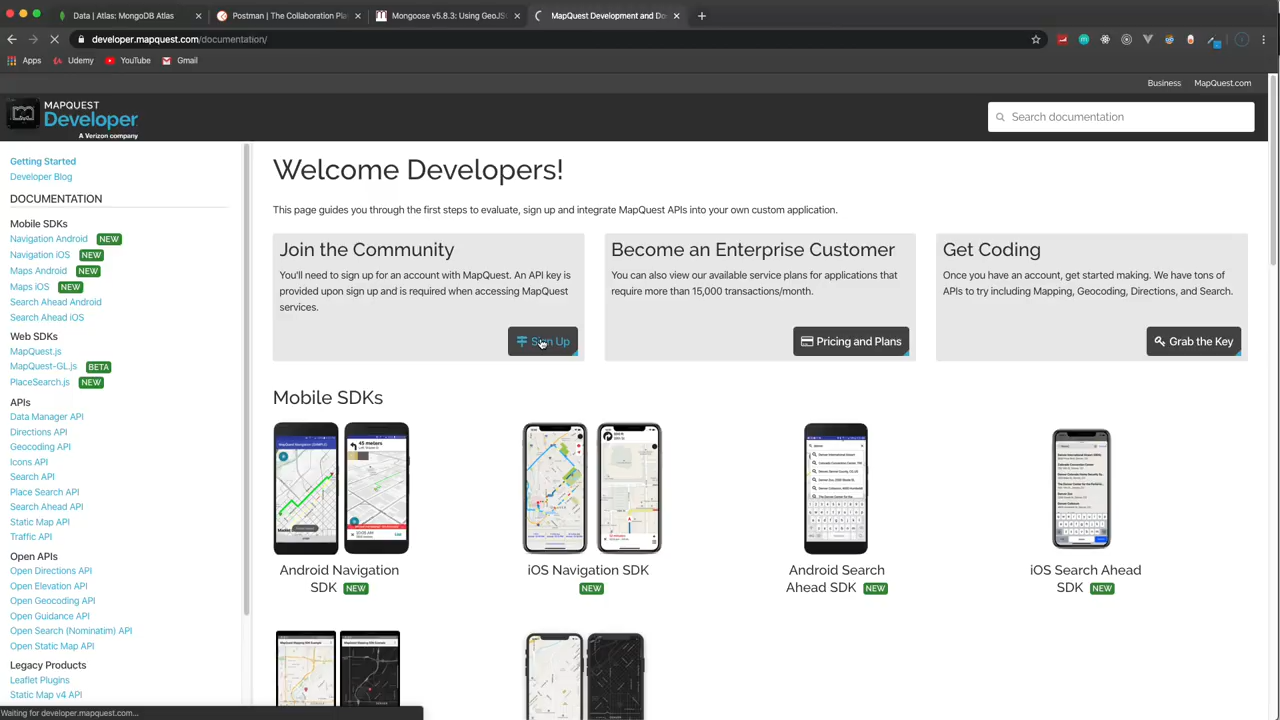 Data | Atlas: MongoDB Atlas
Postman | The Collaboration Pla
Mongoose v5.8.3: Using GeoJS
MapQuest Development and Do
developer.mapquest.com/documentation/
Apps
Udemy
YouTube
Gmail
Business
MapQuest.com
MAPQUEST
Developer
A Verizon company
Search documentation
Getting Started
Developer Blog
DOCUMENTATION
Mobile SDKs
Navigation Android NEW
Navigation iOS NEW
Maps Android NEW
Maps iOS NEW
Search Ahead Android
Search Ahead iOS
Web SDKs
MapQuest.js
MapQuest-GL.js BETA
PlaceSearch.js NEW
APIs
Data Manager API
Directions API
Geocoding API
Icons API
Search API
Place Search API
Search Ahead API
Static Map API
Traffic API
Open APIs
Open Directions API
Open Elevation API
Open Geocoding API
Open Guidance API
Open Search (Nominatim) API
Open Static Map API
Legacy Products
Leaflet Plugins
Static Map v4 API
Welcome Developers!
This page guides you through the first steps to evaluate, sign up and integrate MapQuest APIs into your own custom application.
Join the Community
You'll need to sign up for an account with MapQuest. An API key is
provided upon sign up and is required when accessing MapQuest
services.
Sign Up
Become an Enterprise Customer
You can also view our available service plans for applications that
require more than 15,000 transactions/month.
Pricing and Plans
Get Coding
Once you have an account, get started making. We have tons of
APIs to try including Mapping, Geocoding, Directions, and Search.
Grab the Key
Mobile SDKs
45 meters
Android Navigation
SDK NEW
iOS Navigation SDK
NEW
Android Search
Ahead SDK NEW
iOS Search Ahead
SDK NEW
Waiting for developer.mapquest.com...